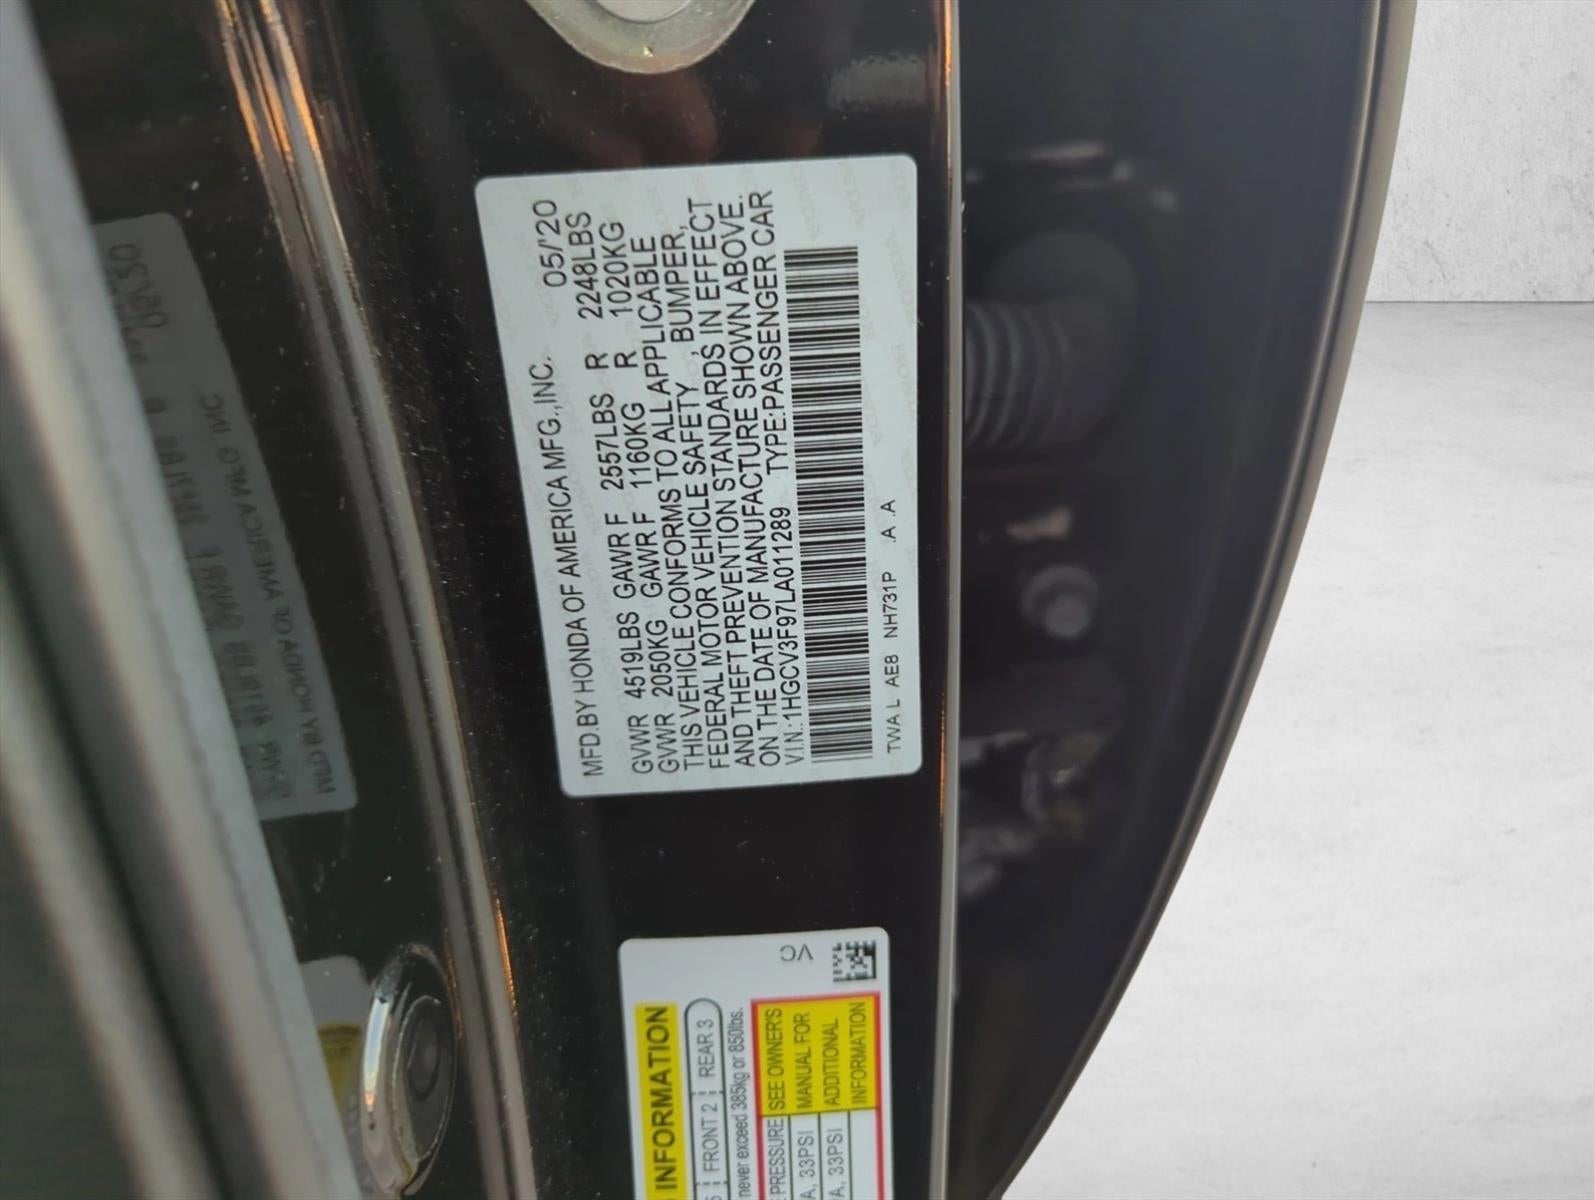 MFD.BY HONDA OF AMERICA MFG.,INC. 05/'20
GVWR 4519LBS GAWR F 2557LBS R 2248LBS
GVWR 2050KG GAWR F 1160KG R 1020KG
THIS VEHICLE CONFORMS TO ALL APPLICABLE
FEDERAL MOTOR VEHICLE SAFETY, BUMPER,
AND THEFT PREVENTION STANDARDS IN EFFECT
ON THE DATE OF MANUFACTURE SHOWN ABOVE.
V.I.N.:1HGCV3F97LA011289 TYPE:PASSENGER CAR
TWA L AE8 NH731P .A .A
VC
INFORMATION
FRONT 2 REAR 3
never exceed 385kg or 850lbs.
PRESSURE SEE OWNER'S
MANUAL FOR
33PSI ADDITIONAL
33PSI INFORMATION